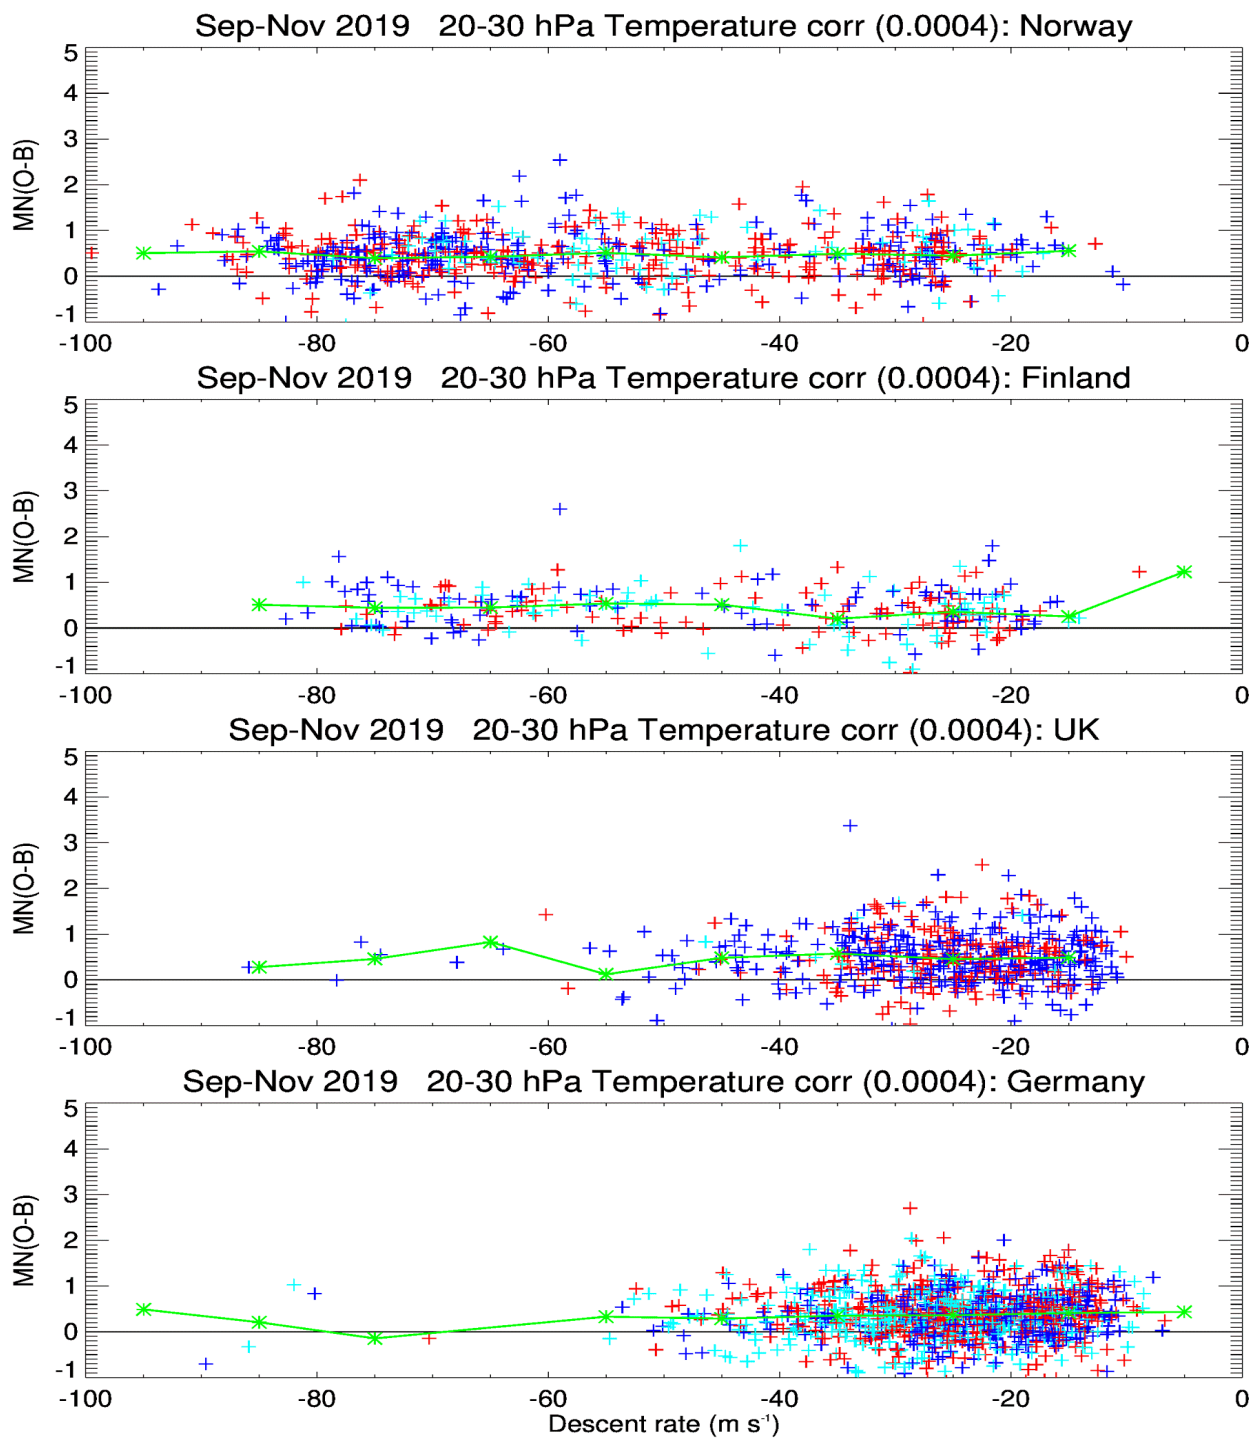 Sep-Nov 2019 20-30 hPa Temperature corr (0.0004): Norway
5
4
3
2
1
0
-1
MN(O-B)
-100 -80 -60 -40 -20 0
Sep-Nov 2019 20-30 hPa Temperature corr (0.0004): Finland
5
4
3
2
1
0
-1
MN(O-B)
-100 -80 -60 -40 -20 0
Sep-Nov 2019 20-30 hPa Temperature corr (0.0004): UK
5
4
3
2
1
0
-1
MN(O-B)
-100 -80 -60 -40 -20 0
Sep-Nov 2019 20-30 hPa Temperature corr (0.0004): Germany
5
4
3
2
1
0
-1
MN(O-B)
-100 -80 -60 -40 -20 0
Descent rate (m s⁻¹)